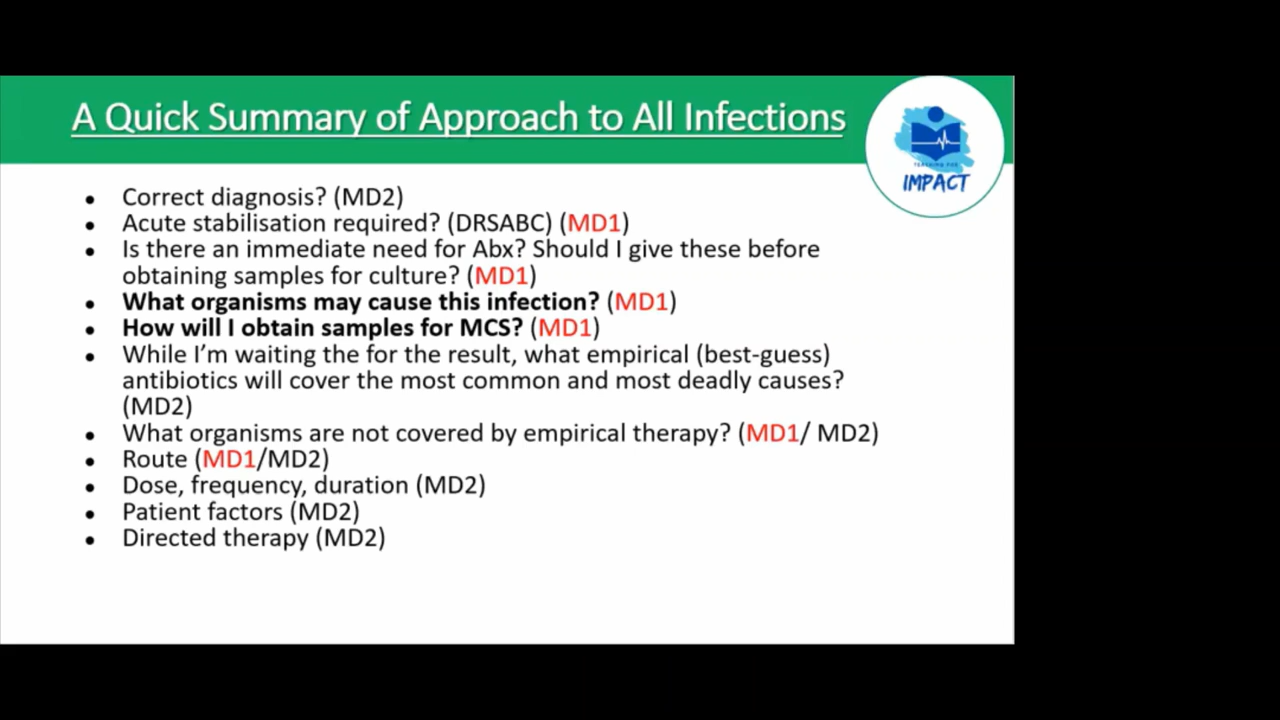 A Quick Summary of Approach to All Infections
TEACHING FOR
IMPACT
• Correct diagnosis? (MD2)
• Acute stabilisation required? (DRSABC) (MD1)
• Is there an immediate need for Abx? Should I give these before
obtaining samples for culture? (MD1)
• What organisms may cause this infection? (MD1)
• How will I obtain samples for MCS? (MD1)
• While I’m waiting the for the result, what empirical (best-guess)
antibiotics will cover the most common and most deadly causes?
(MD2)
• What organisms are not covered by empirical therapy? (MD1/ MD2)
• Route (MD1/MD2)
• Dose, frequency, duration (MD2)
• Patient factors (MD2)
• Directed therapy (MD2)